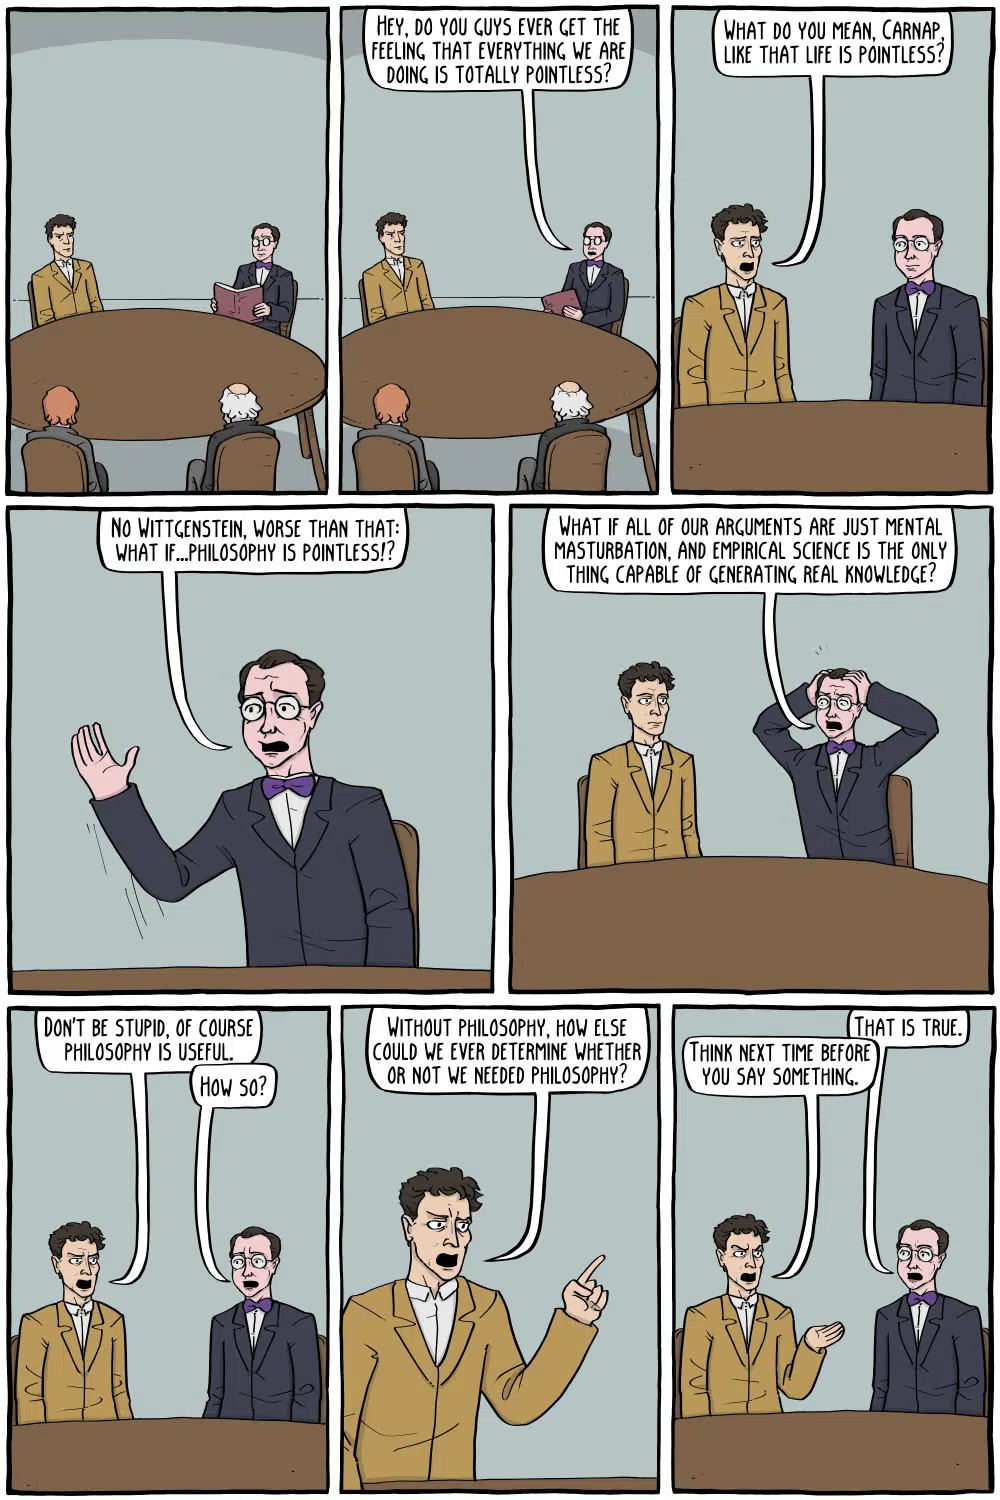 HEY, DO YOU GUYS EVER GET THE
FEELING THAT EVERYTHING WE ARE
DOING IS TOTALLY POINTLESS?
WHAT DO YOU MEAN, CARNAP,
LIKE THAT LIFE IS POINTLESS?
NO WITTGENSTEIN, WORSE THAN THAT:
WHAT IF...PHILOSOPHY IS POINTLESS!?
WHAT IF ALL OF OUR ARGUMENTS ARE JUST MENTAL
MASTURBATION, AND EMPIRICAL SCIENCE IS THE ONLY
THING CAPABLE OF GENERATING REAL KNOWLEDGE?
DON'T BE STUPID, OF COURSE
PHILOSOPHY IS USEFUL.
HOW SO?
WITHOUT PHILOSOPHY, HOW ELSE
COULD WE EVER DETERMINE WHETHER
OR NOT WE NEEDED PHILOSOPHY?
THAT IS TRUE.
THINK NEXT TIME BEFORE
YOU SAY SOMETHING.